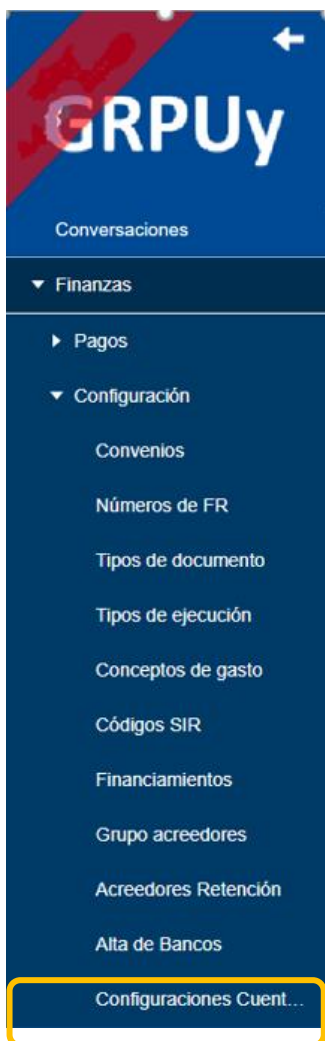 GRPUy
Conversaciones
Finanzas
Pagos
Configuración
Convenios
Números de FR
Tipos de documento
Tipos de ejecución
Conceptos de gasto
Códigos SIR
Financiamientos
Grupo acreedores
Acreedores Retención
Alta de Bancos
Configuraciones Cuent...